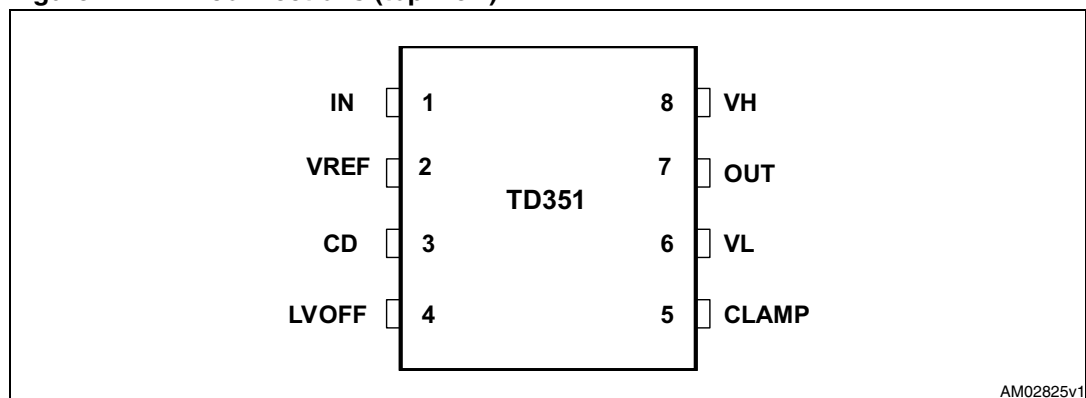 IN 1 8 VH
VREF 2 7 OUT
TD351
CD 3 6 VL
LVOFF 4 5 CLAMP
AM02825v1